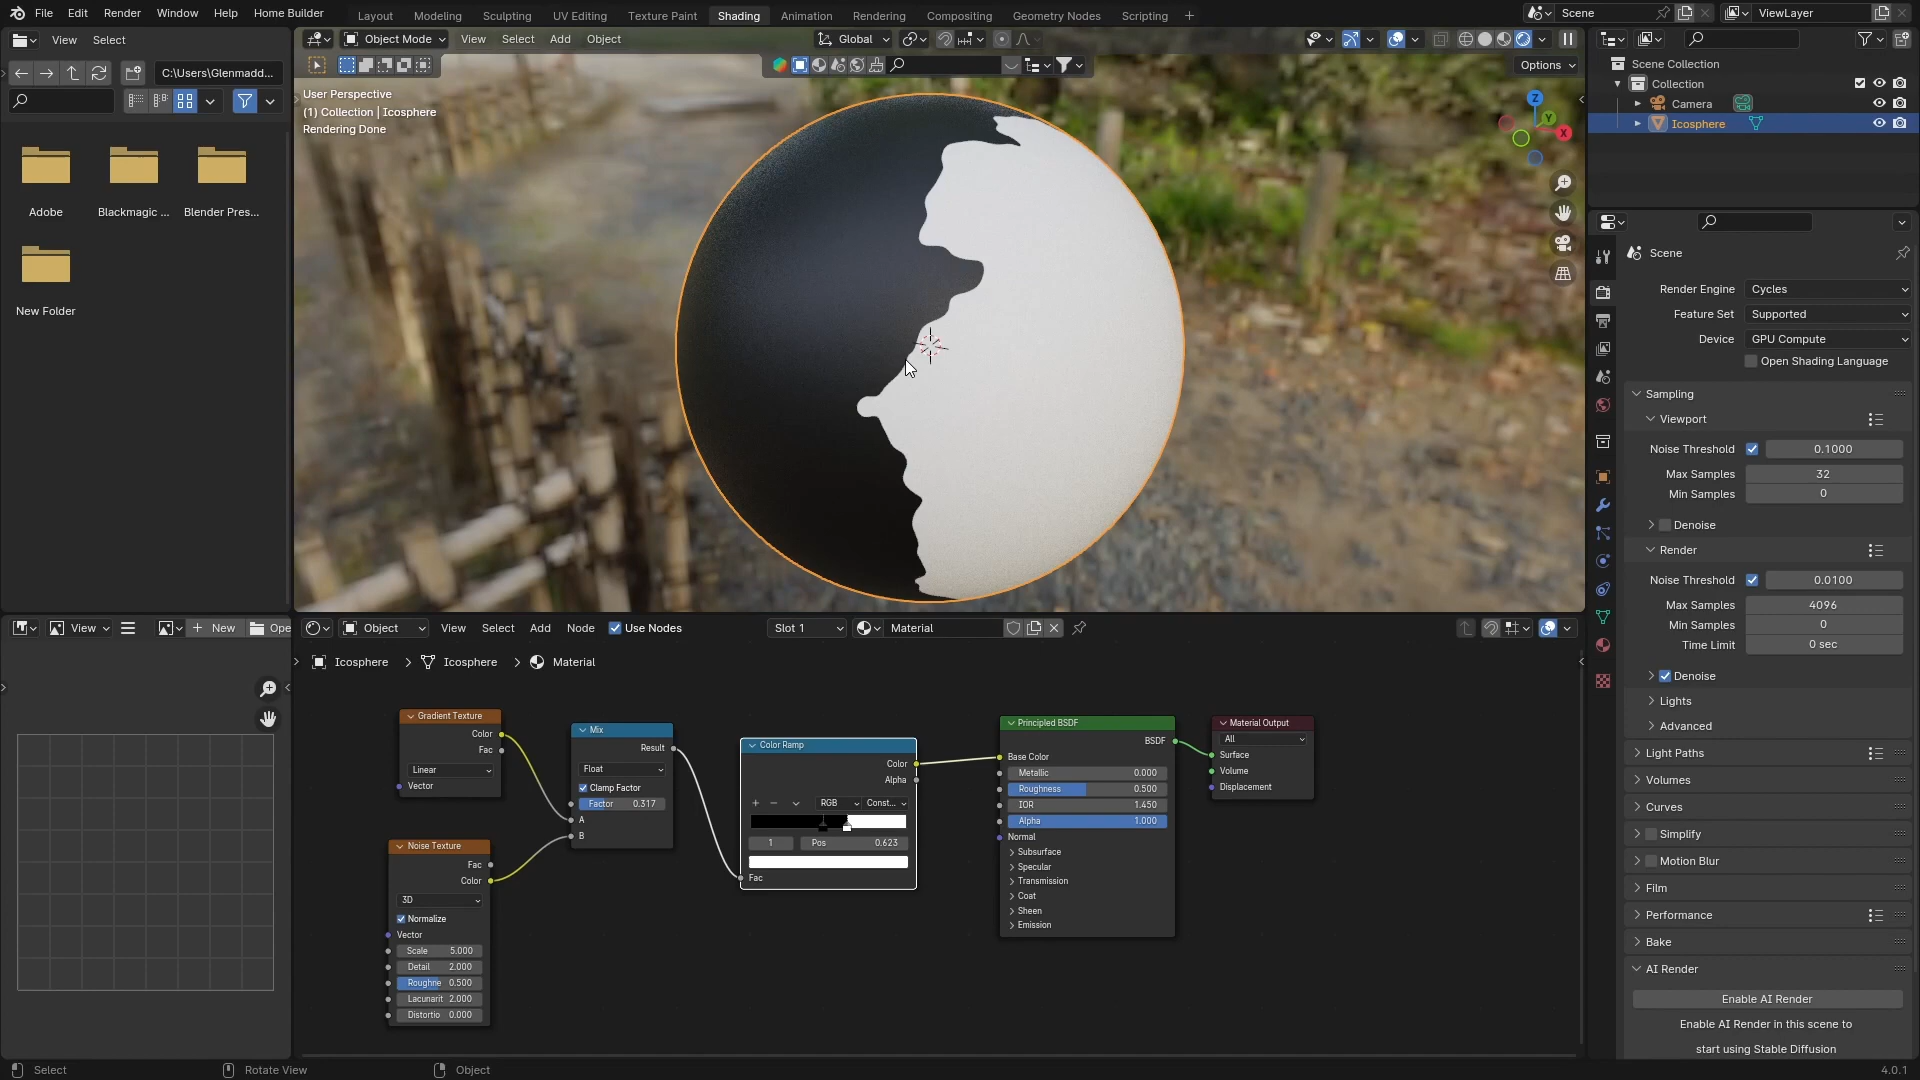 File Edit Render Window Help Home Builder Layout Modeling Sculpting UV Editing Texture Paint Shading Animation Rendering Compositing Geometry Nodes Scripting + Scene ViewLayer
View Select Object Mode View Select Add Object Global
C:\Users\Glenmadd...
Options
Adobe Blackmagic ... Blender Pres...
New Folder
User Perspective
(1) Collection | Icosphere
Rendering Done
Z
Y
X
Scene Collection
Collection
Camera
Icosphere
Scene
Render Engine Cycles
Feature Set Supported
Device GPU Compute
Open Shading Language
Sampling
Viewport
Noise Threshold 0.1000
Max Samples 32
Min Samples 0
Denoise
Render
Noise Threshold 0.0100
Max Samples 4096
Min Samples 0
Time Limit 0 sec
Denoise
Lights
Advanced
Light Paths
Volumes
Curves
Simplify
Motion Blur
Film
Performance
Bake
AI Render
Enable AI Render
Enable AI Render in this scene to
start using Stable Diffusion
View New Ope
Object View Select Add Node Use Nodes Slot 1 Material
Icosphere Icosphere Material
Gradient Texture
Color
Fac
Linear
Vector
Noise Texture
Fac
Color
3D
Normalize
Vector
Scale 5.000
Detail 2.000
Roughne 0.500
Lacunarit 2.000
Distortio 0.000
Mix
Result
Float
Clamp Factor
Factor 0.317
A
B
Color Ramp
Color
Alpha
RGB Const...
1 Pos 0.623
Fac
Principled BSDF
BSDF
Base Color
Metallic 0.000
Roughness 0.500
IOR 1.450
Alpha 1.000
Normal
Subsurface
Specular
Transmission
Coat
Sheen
Emission
Material Output
All
Surface
Volume
Displacement
Select Rotate View Object 4.0.1